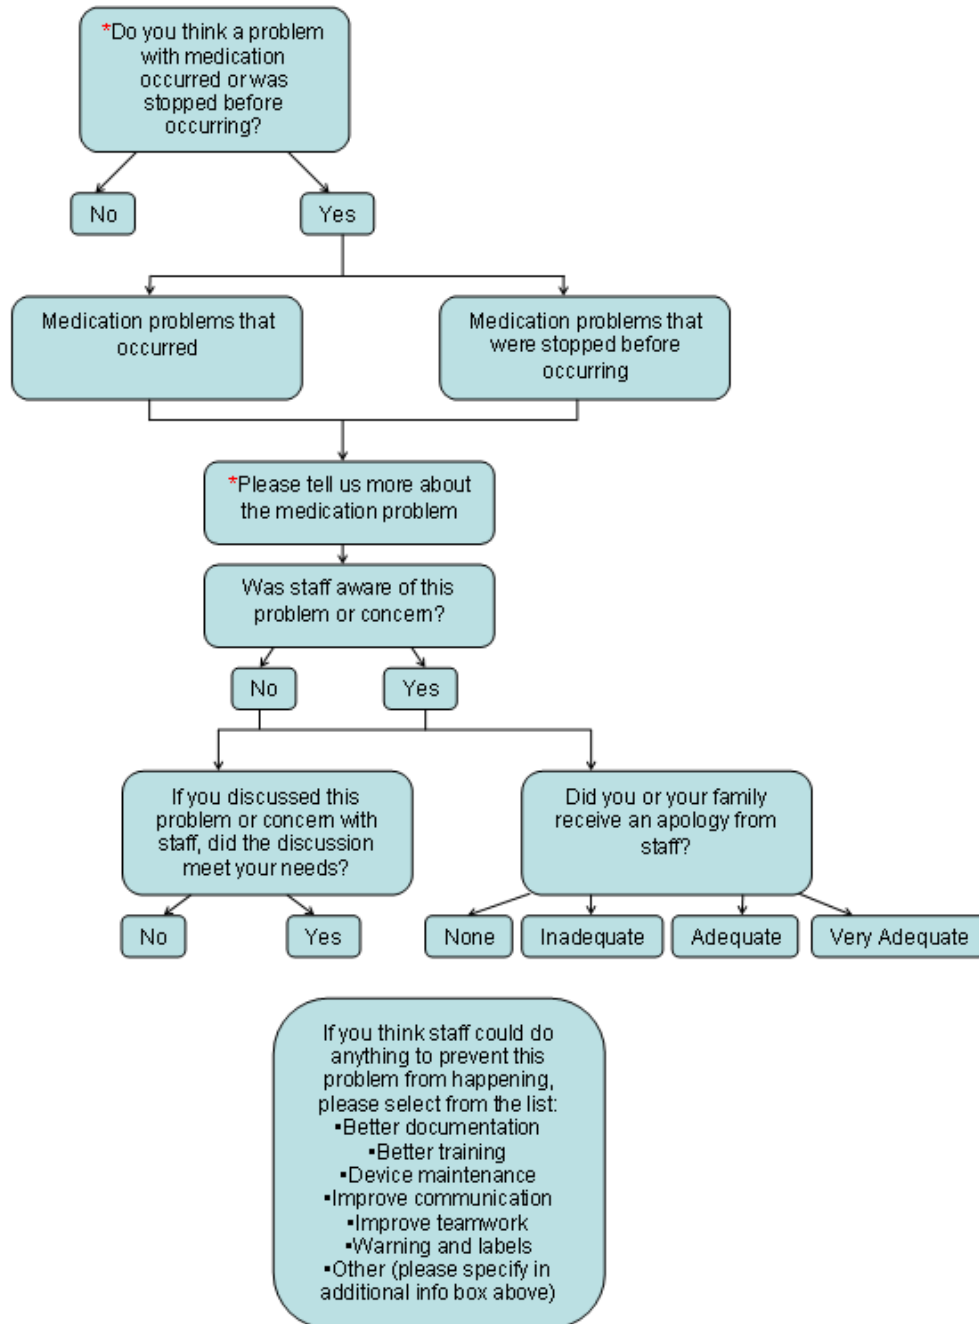 *Do you think a problem
with medication
occurred or was
stopped before
occurring?
No
Yes
Medication problems that
occurred
Medication problems that
were stopped before
occurring
*Please tell us more about
the medication problem
Was staff aware of this
problem or concern?
No
Yes
If you discussed this
problem or concern with
staff, did the discussion
meet your needs?
Did you or your family
receive an apology from
staff?
No
Yes
None
Inadequate
Adequate
Very Adequate
If you think staff could do
anything to prevent this
problem from happening,
please select from the list:
▪Better documentation
▪Better training
▪Device maintenance
▪Improve communication
▪Improve teamwork
▪Warning and labels
▪Other (please specify in
additional info box above)